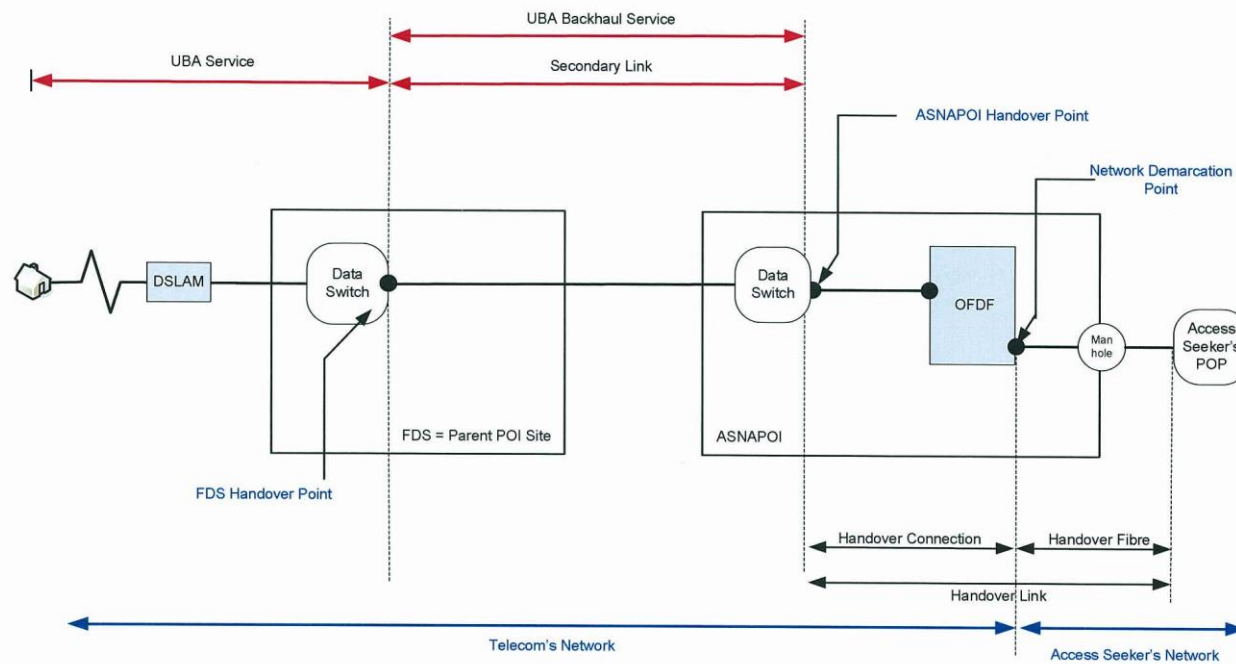 UBA Backhaul Service
UBA Service
Secondary Link
ASNAPOI Handover Point
Network Demarcation
Point
DSLAM
Data
Switch
Data
Switch
OFDF
Man
hole
Access
Seeker's
POP
FDS = Parent POI Site
ASNAPOI
FDS Handover Point
Handover Connection
Handover Fibre
Handover Link
Telecom's Network
Access Seeker's Network